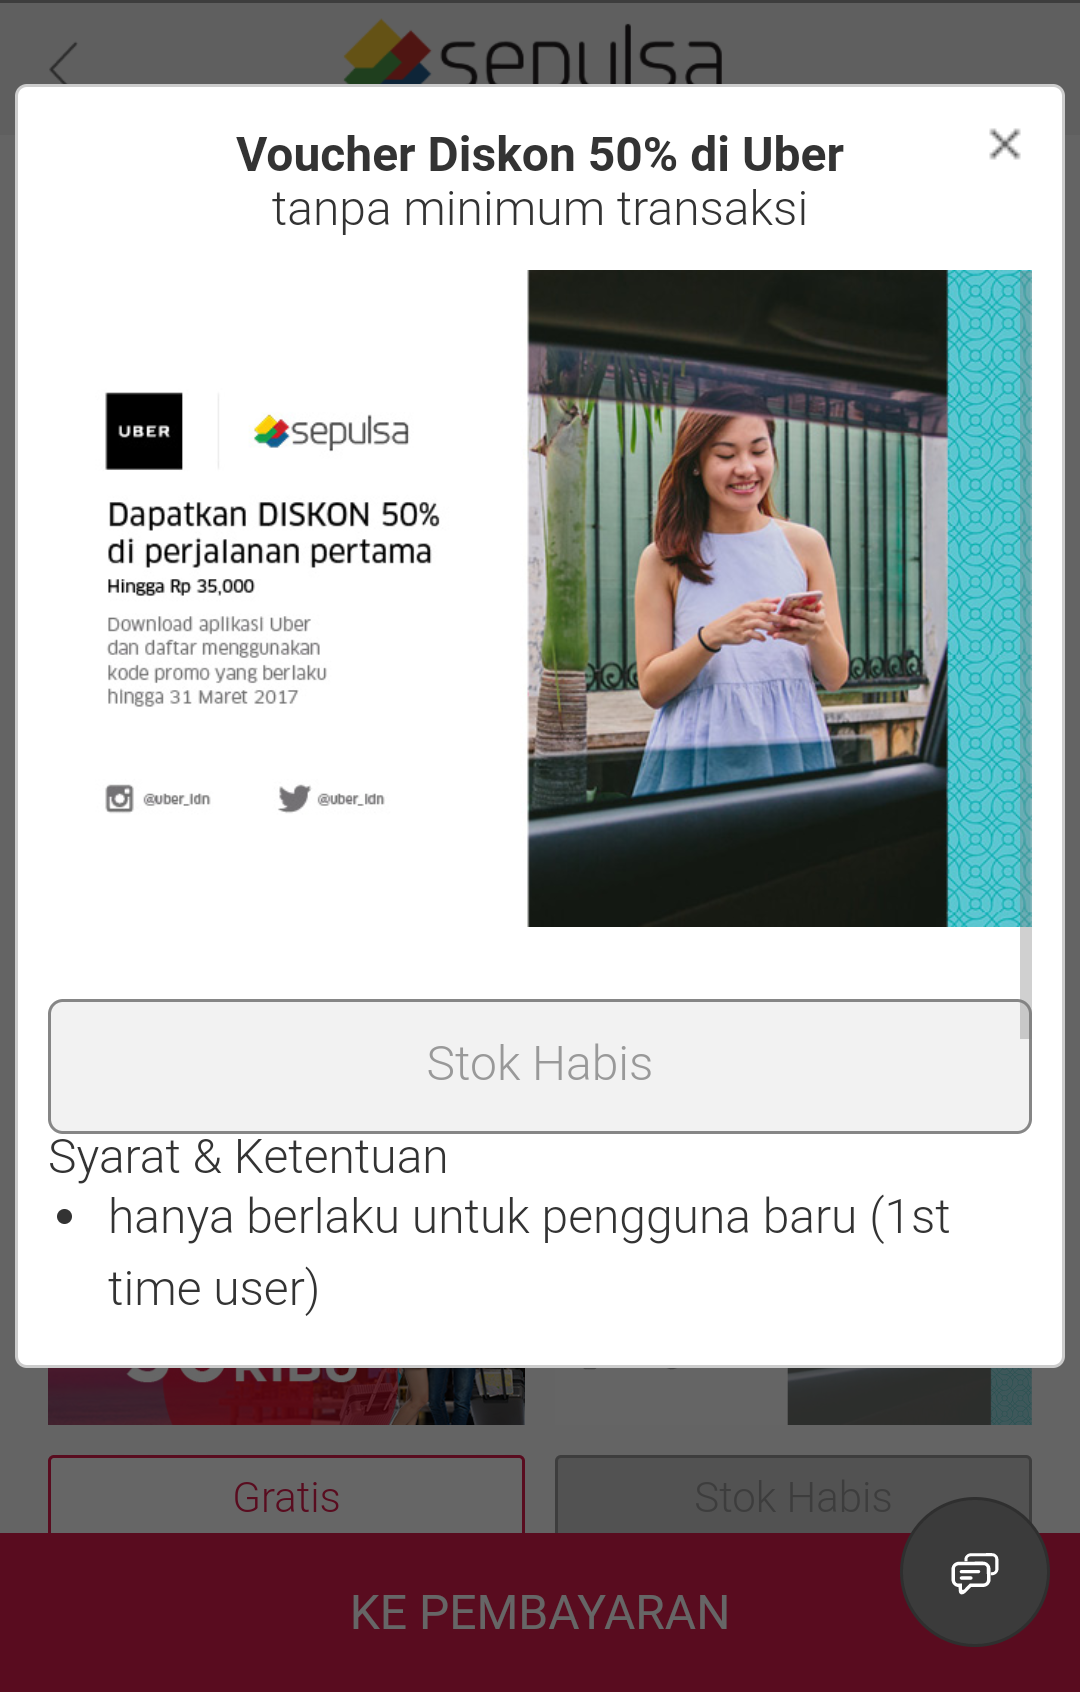 sepulsa
Voucher Diskon 50% di Uber
tanpa minimum transaksi
UBER
sepulsa
Dapatkan DISKON 50%
di perjalanan pertama
Hingga Rp 35,000
Download aplikasi Uber
dan daftar menggunakan
kode promo yang berlaku
hingga 31 Maret 2017
@uber_idn
@uber_idn
Stok Habis
Syarat & Ketentuan
hanya berlaku untuk pengguna baru (1st
time user)
RIBU
Gratis
Stok Habis
KE PEMBAYARAN